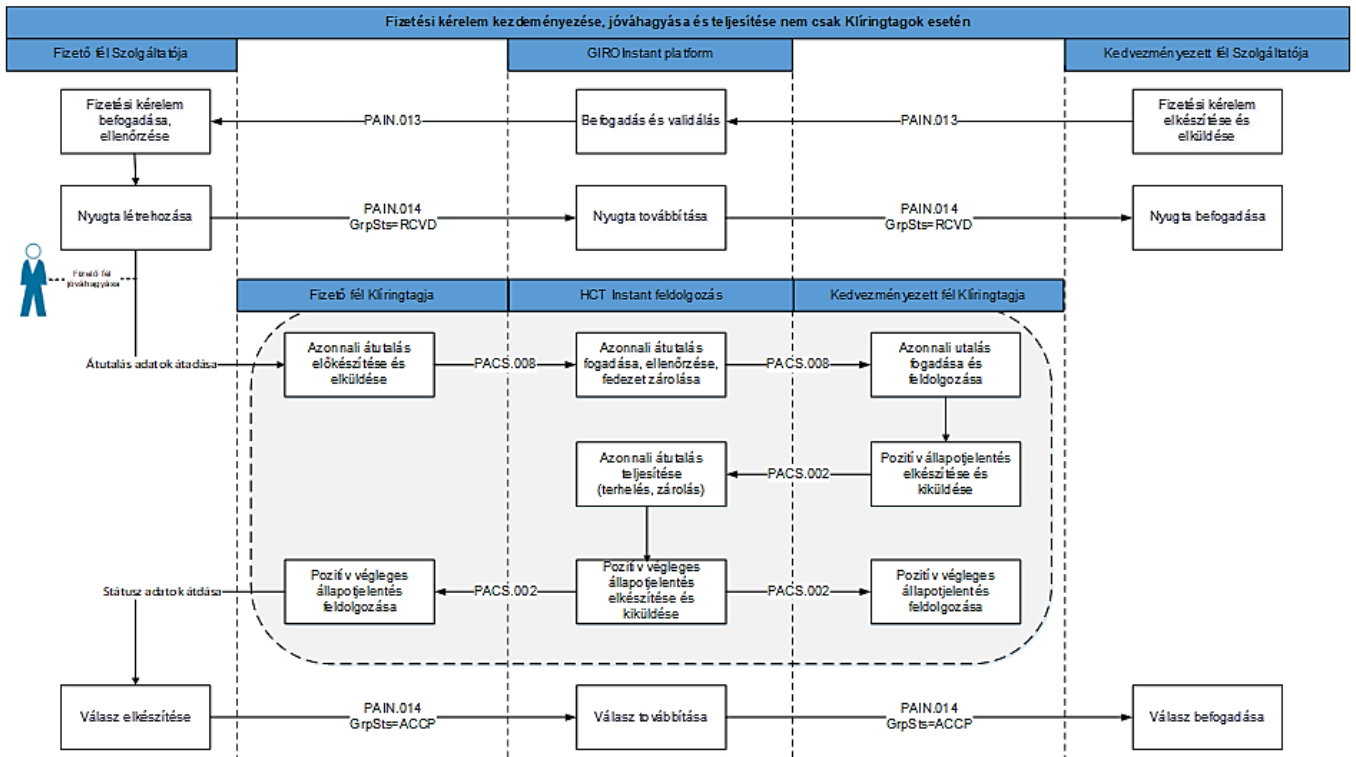 Fizetési kérelem kezdeményezése, jóváhagyása és teljesítése nem csak Klíringtagok esetén
Fizető fél Szolgáltatója
GIROInstant platform
Kedvezményezett fél Szolgáltatója
Fizetési kérelem
befogadása,
ellenőrzése
PAIN.013
Befogadás és validálás
PAIN.013
Fizetési kérelem
elkészítése és
elküldése
Nyugta létrehozása
PAIN.014
GrpSts=RCVD
Nyugta továbbítása
PAIN.014
GrpSts=RCVD
Nyugta befogadása
Fizető fél
jóváhagyása
Fizető fél Klíringtagja
HCT Instant feldolgozás
Kedvezményezett fél Klíringtagja
Átutalás adatok átadása
Azonnali átutalás
előkészítése és
elküldése
PACS.008
Azonnali átutalás
fogadása, ellenőrzése,
fedezet zárolása
PACS.008
Azonnali utalás
fogadása és
feldolgozása
Azonnali átutalás
teljesítése
(terhelés, zárolás)
PACS.002
Pozitív állapotjelentés
elkészítése és
kiküldése
Státusz adatok átdása
Pozitív végleges
állapotjelentés
feldolgozása
PACS.002
Pozitív végleges
állapotjelentés
elkészítése és
kiküldése
PACS.002
Pozitív végleges
állapotjelentés
feldolgozása
Válasz elkészítése
PAIN.014
GrpSts=ACCP
Válasz továbbítása
PAIN.014
GrpSts=ACCP
Válasz befogadása